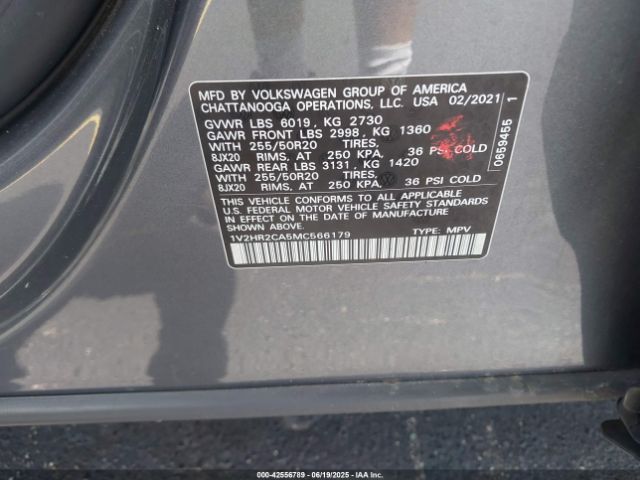 MFD BY VOLKSWAGEN GROUP OF AMERICA
CHATTANOOGA OPERATIONS, LLC. USA 02/2021
GVWR LBS 6019, KG 2730
GAWR FRONT LBS 2998, KG 1360
WITH 255/50R20 TIRES,
8JX20 RIMS, AT 250 KPA, 36 PSI COLD
GAWR REAR LBS 3131, KG 1420
WITH 255/50R20 TIRES,
8JX20 RIMS, AT 250 KPA, 36 PSI COLD
THIS VEHICLE CONFORMS TO ALL APPLICABLE
U.S. FEDERAL MOTOR VEHICLE SAFETY STANDARDS
IN EFFECT ON THE DATE OF MANUFACTURE
SHOWN ABOVE.
1V2HR2CA5MC566179 TYPE: MPV
0659455 1
000-42556789 - 06/19/2025 - IAAI.COM